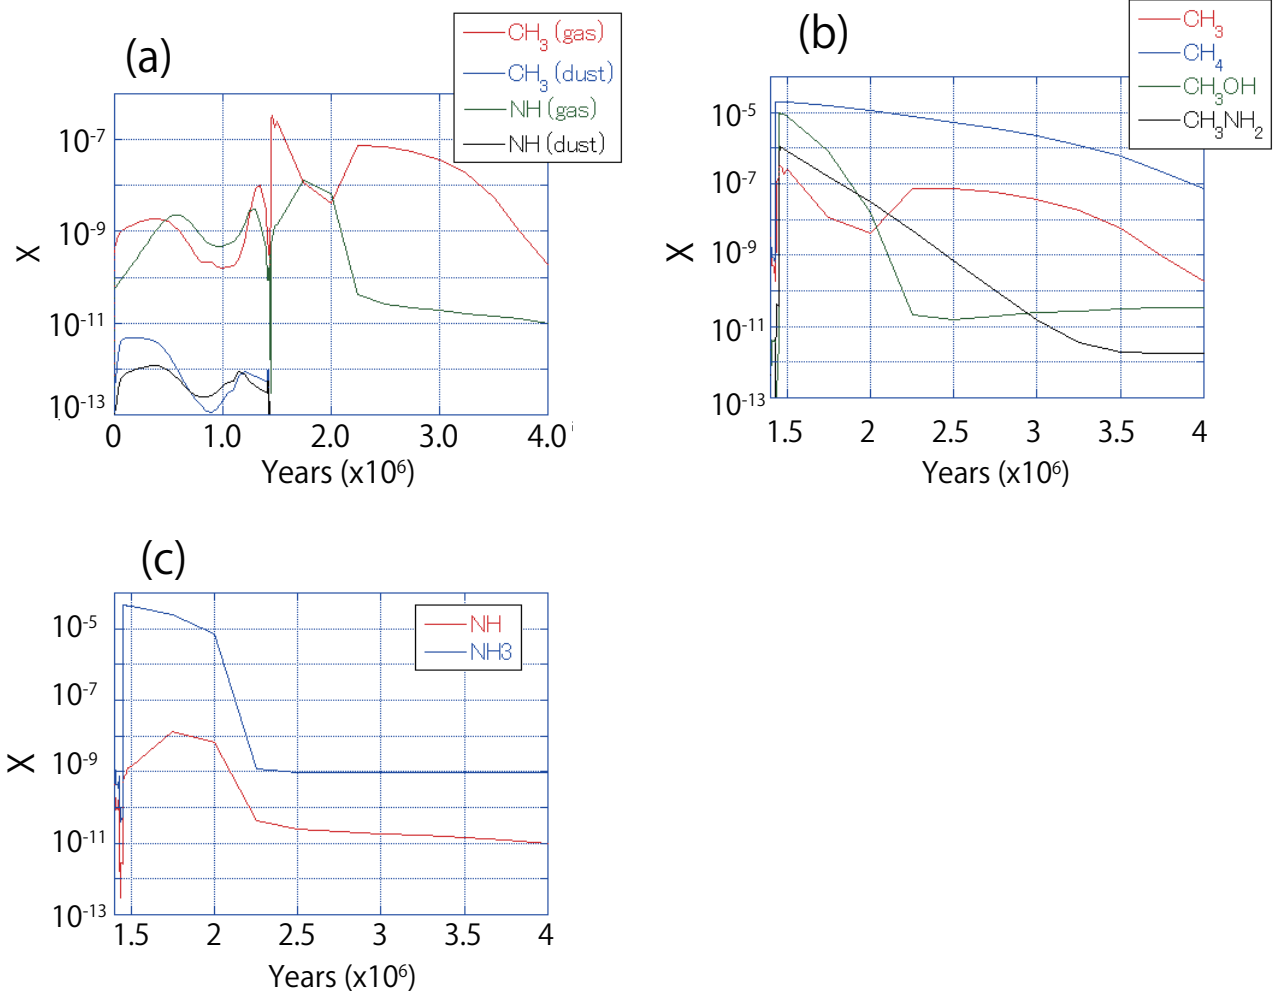 (a)
CH3 (gas)
CH3 (dust)
NH (gas)
NH (dust)
10-7
10-9
10-11
10-13
X
0 1.0 2.0 3.0 4.0
Years (x10⁶)
(b)
CH3
CH4
CH3OH
CH3NH2
10-5
10-7
10-9
10-11
10-13
X
1.5 2 2.5 3 3.5 4
Years (x10⁶)
(c)
NH
NH3
10-5
10-7
10-9
10-11
10-13
X
1.5 2 2.5 3 3.5 4
Years (x10⁶)